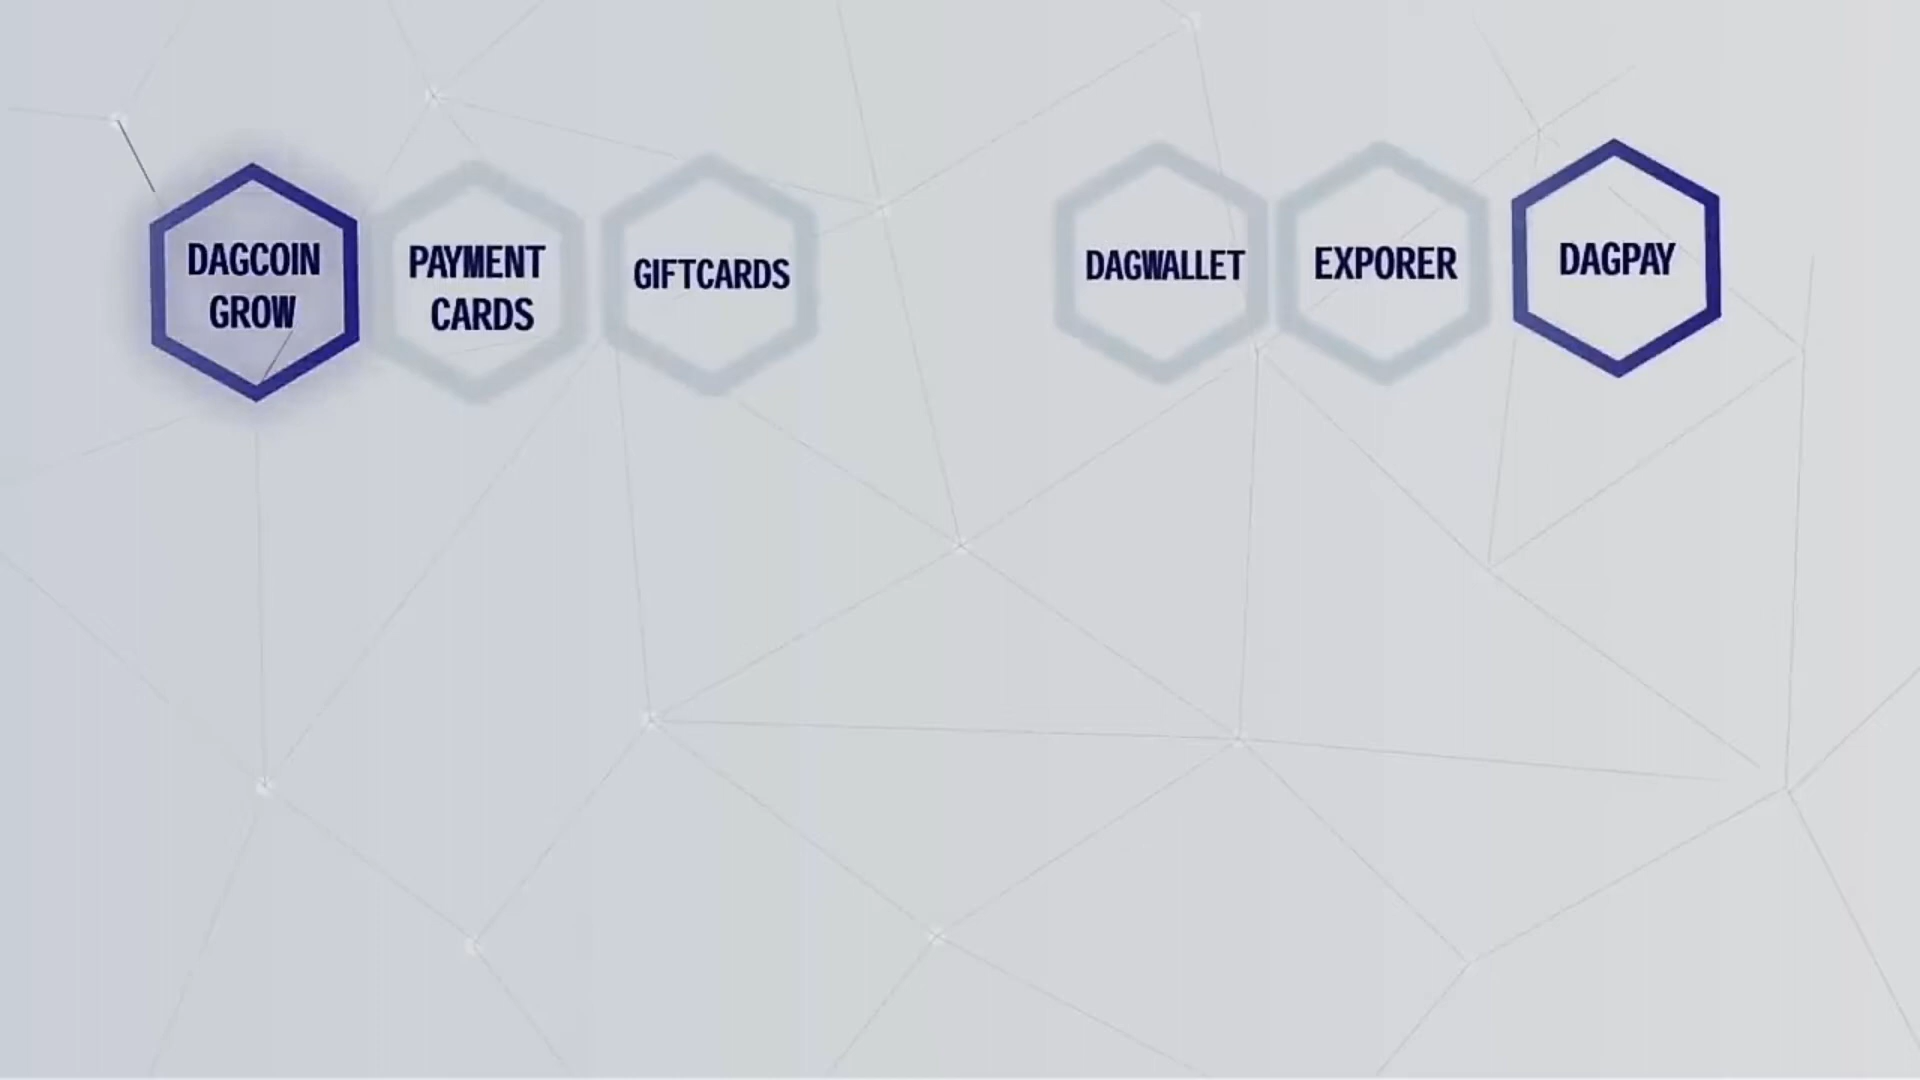 DAGCOIN
GROW
PAYMENT
CARDS
GIFTCARDS
DAGWALLET
EXPORER
DAGPAY